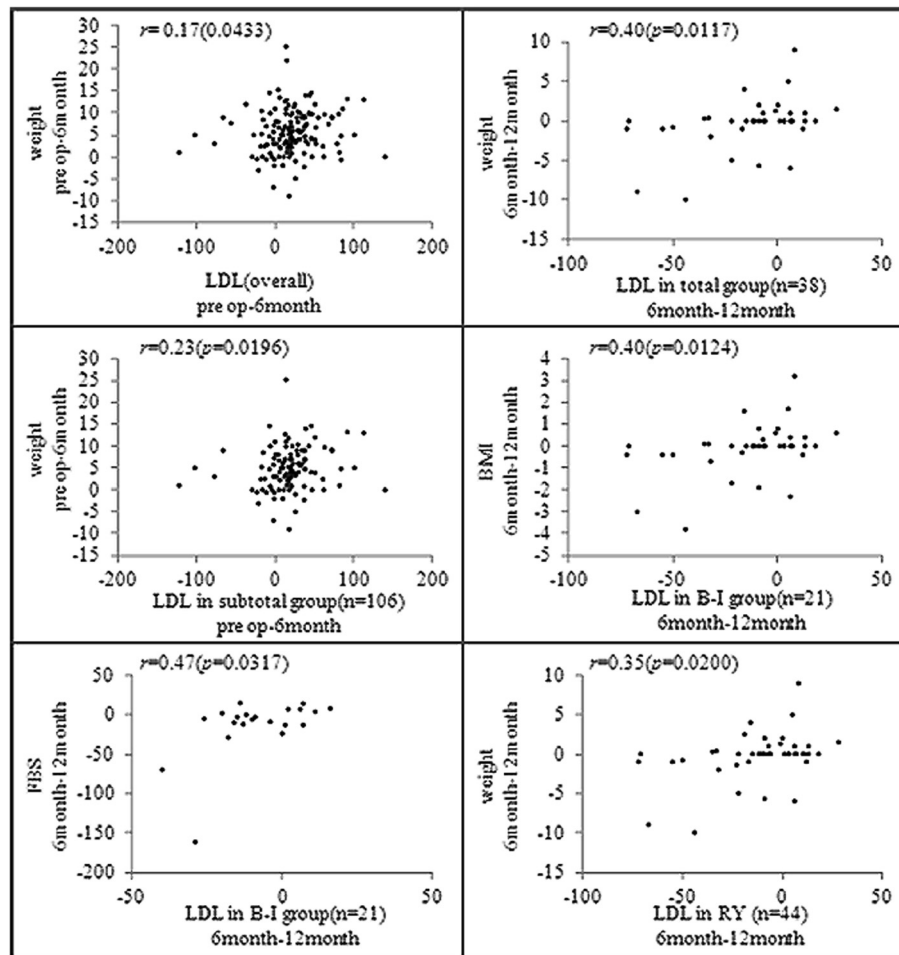 r= 0.17(0.0433)
30
25
20
15
10
5
0
-5
-10
-15
weight
pre op-6month
-200
-100
0
100
200
LDL(overall)
pre op-6month
r=0.40(p=0.0117)
10
5
0
-5
-10
-15
weight
6month-12month
-100
-50
0
50
LDL in total group(n=38)
6month-12month
r=0.23(p=0.0196)
30
25
20
15
10
5
0
-5
-10
-15
weight
pre op-6month
-200
-100
0
100
200
LDL in subtotal group(n=106)
pre op-6month
r=0.40(p=0.0124)
4
3
2
1
0
-1
-2
-3
-4
-5
BMI
6month-12month
-100
-50
0
50
LDL in B-I group(n=21)
6month-12month
r=0.47(p=0.0317)
50
0
-50
-100
-150
-200
FBS
6month-12month
-50
0
50
LDL in B-I group(n=21)
6month-12month
r=0.35(p=0.0200)
10
5
0
-5
-10
-15
weight
6month-12month
-100
-50
0
50
LDL in RY (n=44)
6month-12month